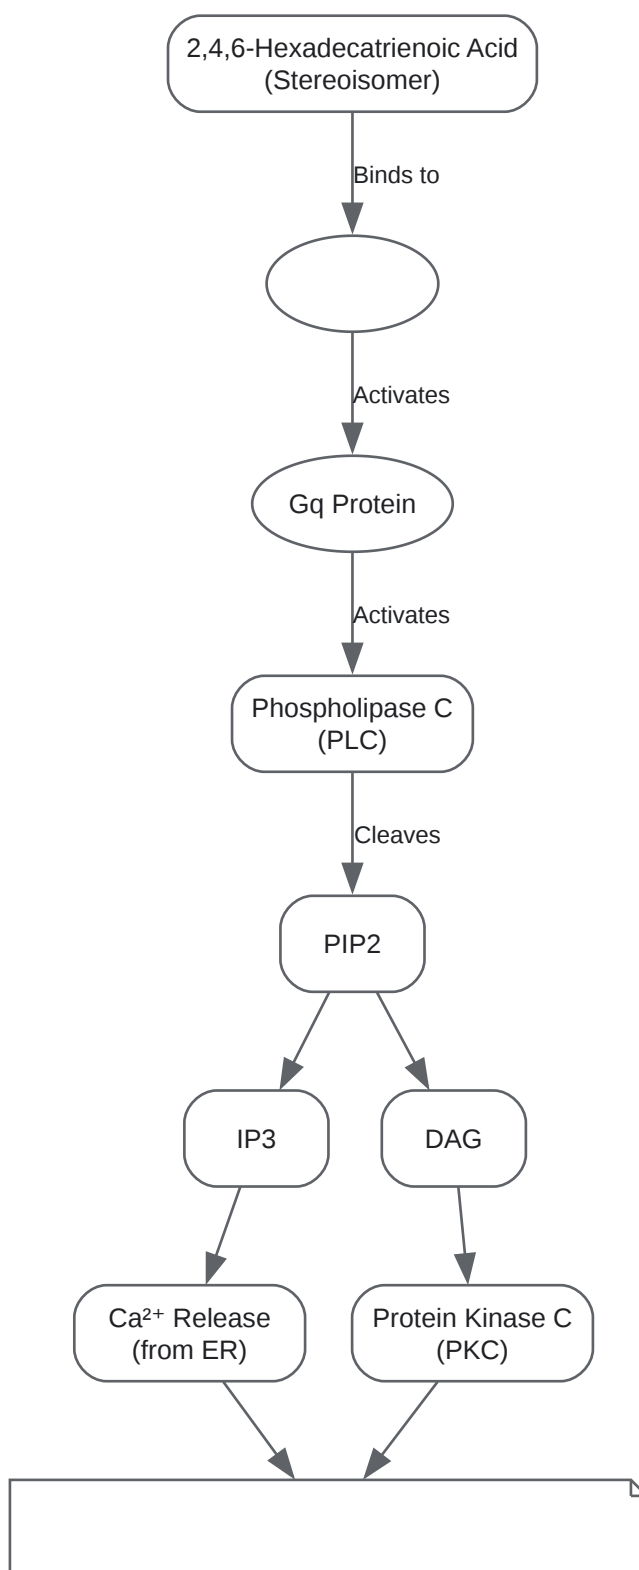 2,4,6-Hexadecatrienoic Acid
(Stereoisomer)
Binds to
Activates
Gq Protein
Activates
Phospholipase C
(PLC)
Cleaves
PIP2
IP3
DAG
Ca²⁺ Release
(from ER)
Protein Kinase C
(PKC)